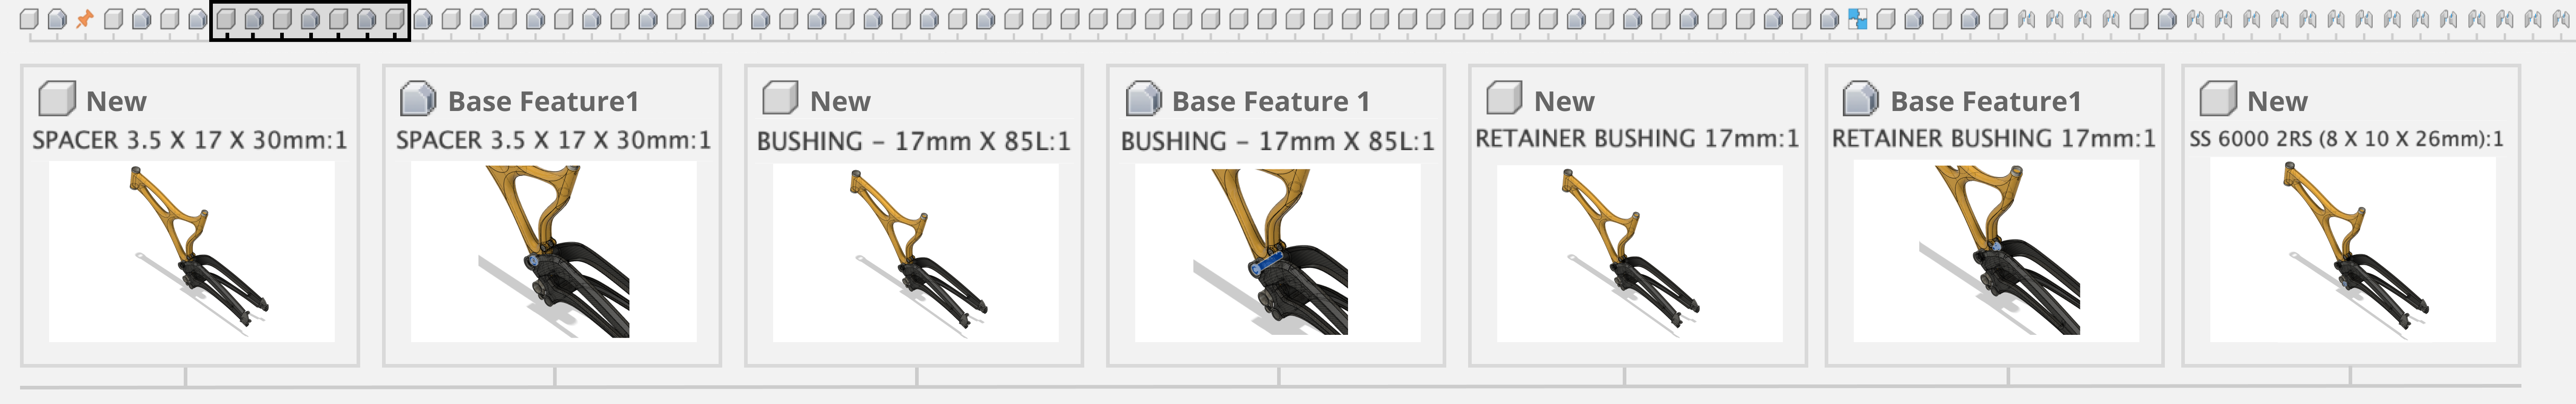 New
SPACER 3.5 X 17 X 30mm:1
Base Feature1
SPACER 3.5 X 17 X 30mm:1
New
BUSHING – 17mm X 85L:1
Base Feature 1
BUSHING – 17mm X 85L:1
New
RETAINER BUSHING 17mm:1
Base Feature1
RETAINER BUSHING 17mm:1
New
SS 6000 2RS (8 X 10 X 26mm):1